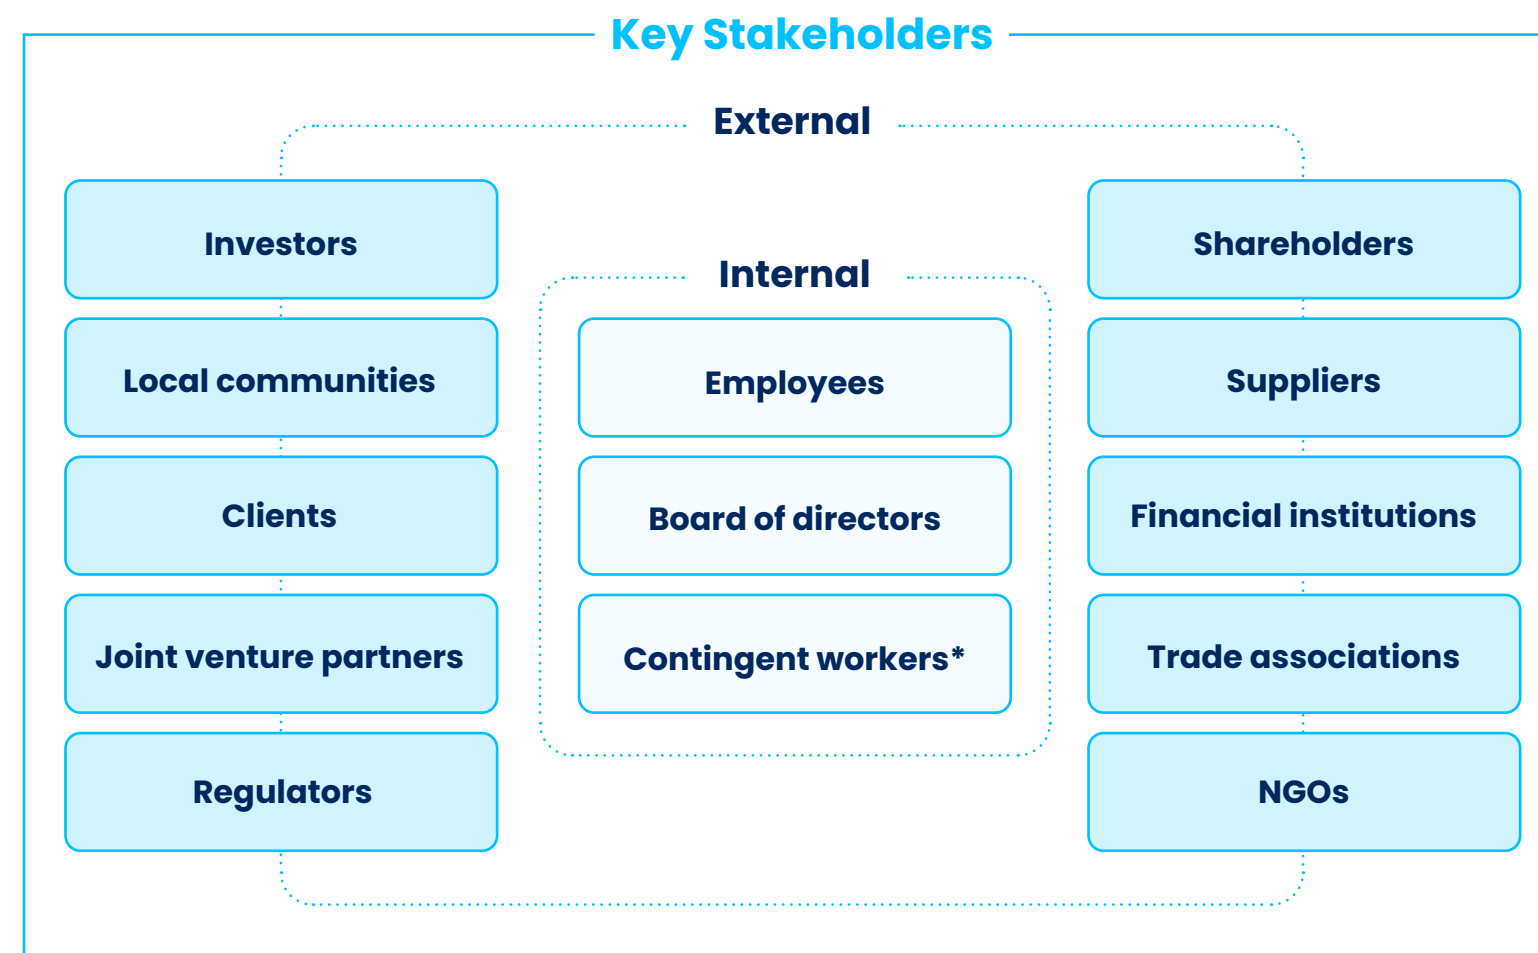 Key Stakeholders
External
Investors
Local communities
Clients
Joint venture partners
Regulators
Internal
Employees
Board of directors
Contingent workers*
Shareholders
Suppliers
Financial institutions
Trade associations
NGOs